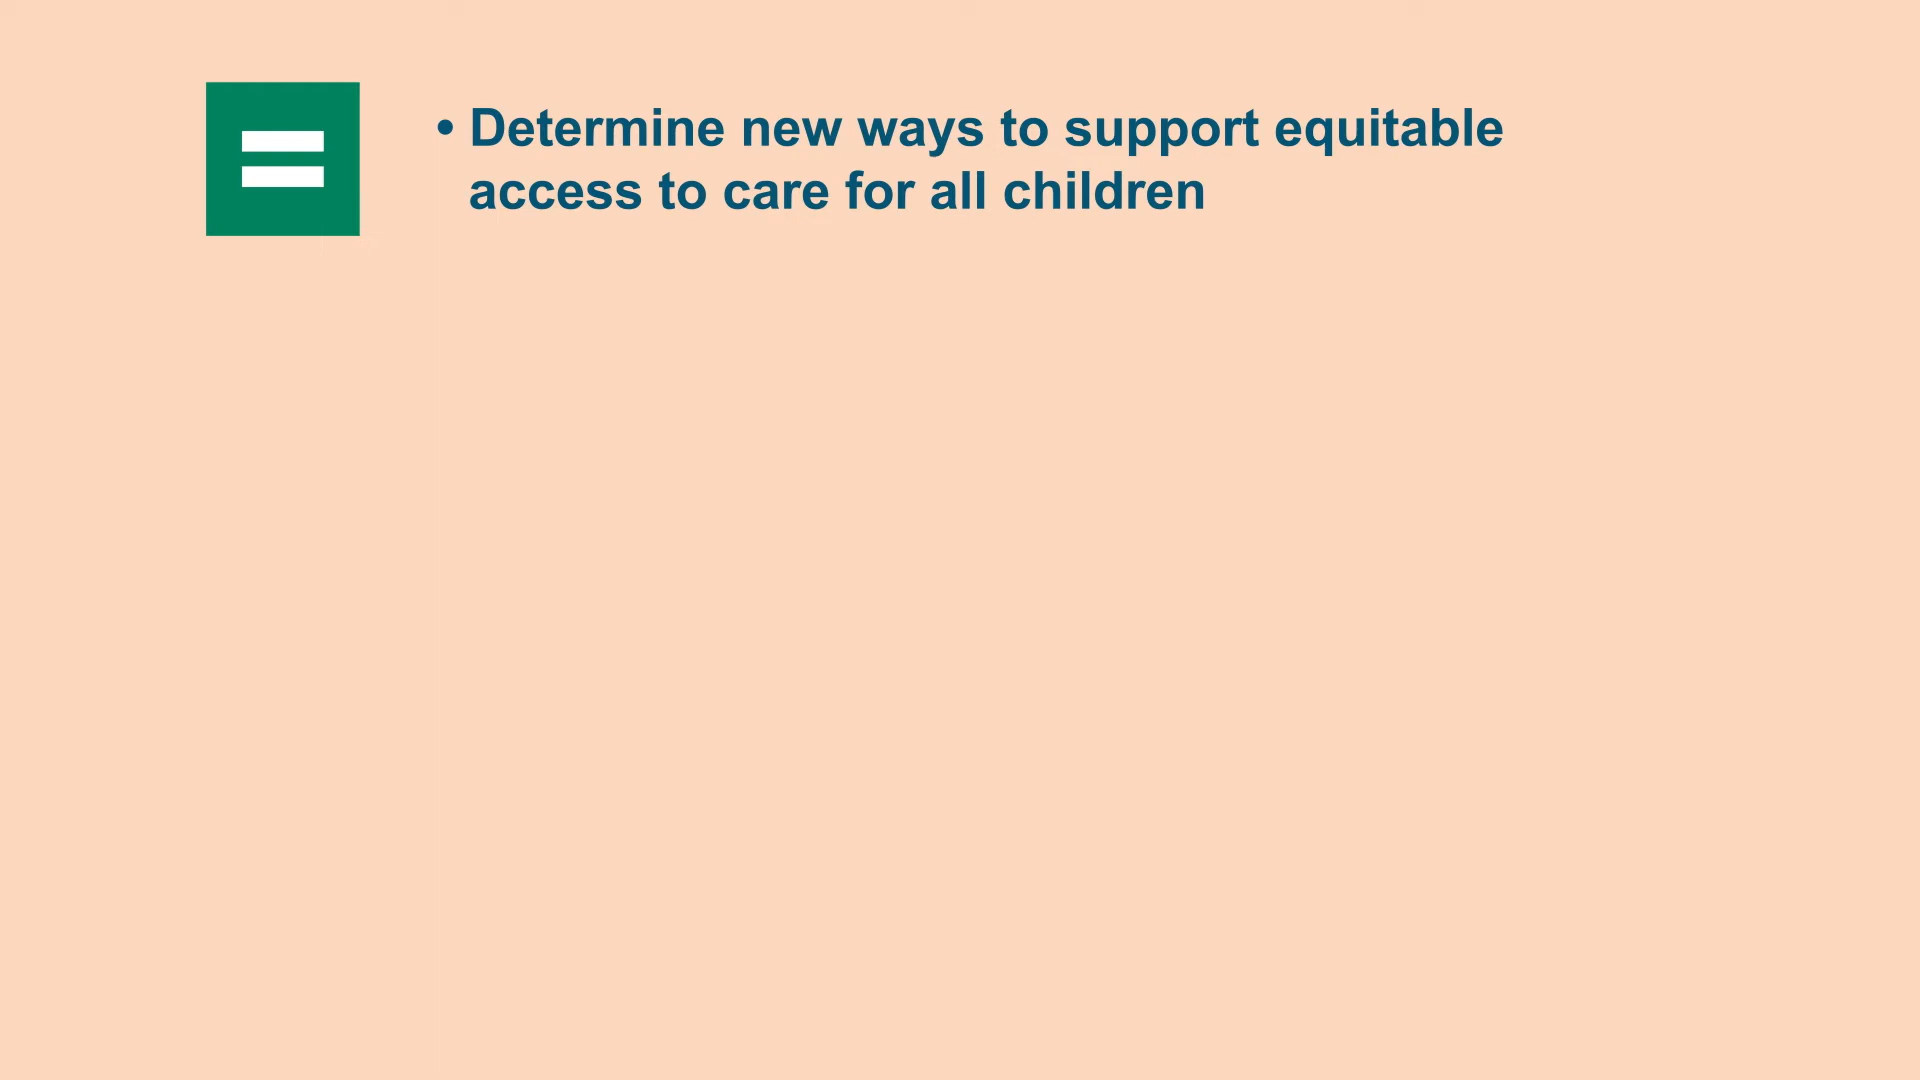 • Determine new ways to support equitable
access to care for all children